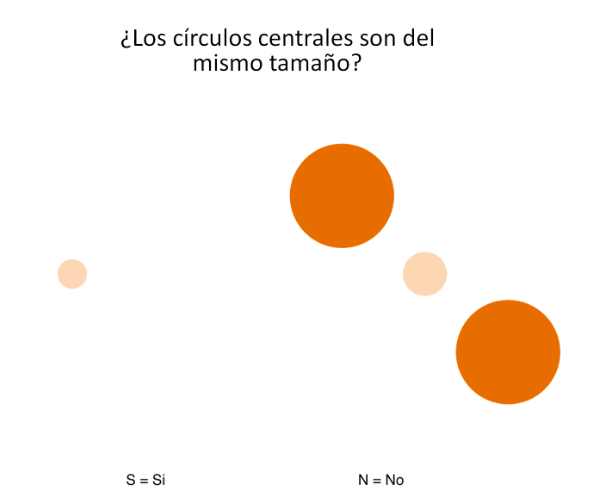 ¿Los círculos centrales son del
mismo tamaño?
S = Si
N = No